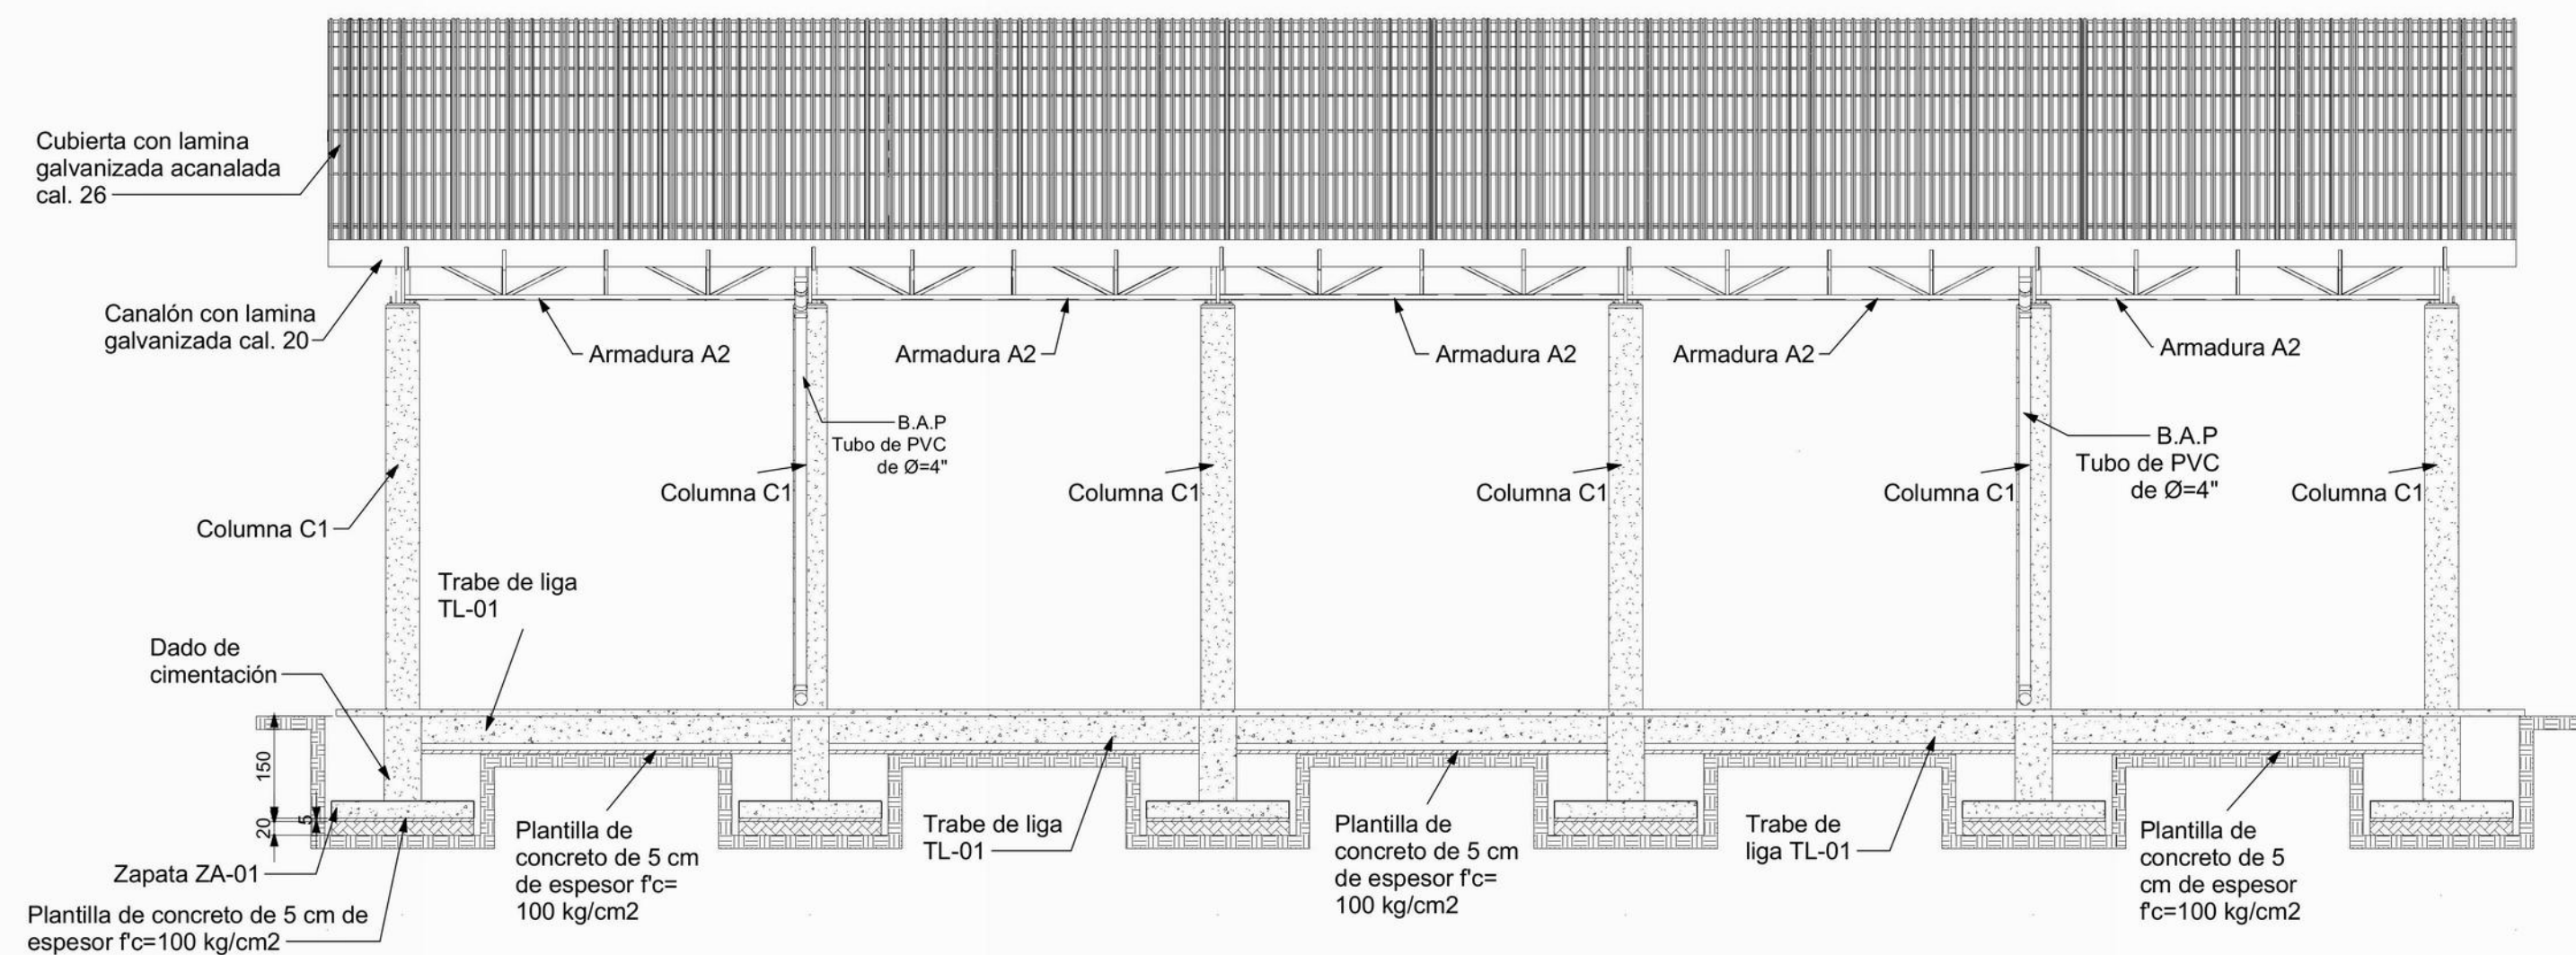 Cubierta con lamina
galvanizada acanalada
cal. 26
Canalón con lamina
galvanizada cal. 20
Armadura A2
Armadura A2
Armadura A2
Armadura A2
Armadura A2
B.A.P
Tubo de PVC
de Ø=4"
B.A.P
Tubo de PVC
de Ø=4"
Columna C1
Columna C1
Columna C1
Columna C1
Columna C1
Columna C1
Trabe de liga
TL-01
Dado de
cimentación
150
5
20
Zapata ZA-01
Plantilla de concreto de 5 cm de
espesor f'c=100 kg/cm2
Plantilla de
concreto de 5 cm
de espesor f'c=
100 kg/cm2
Trabe de liga
TL-01
Plantilla de
concreto de 5 cm
de espesor f'c=
100 kg/cm2
Trabe de
liga TL-01
Plantilla de
concreto de 5
cm de espesor
f'c=100 kg/cm2